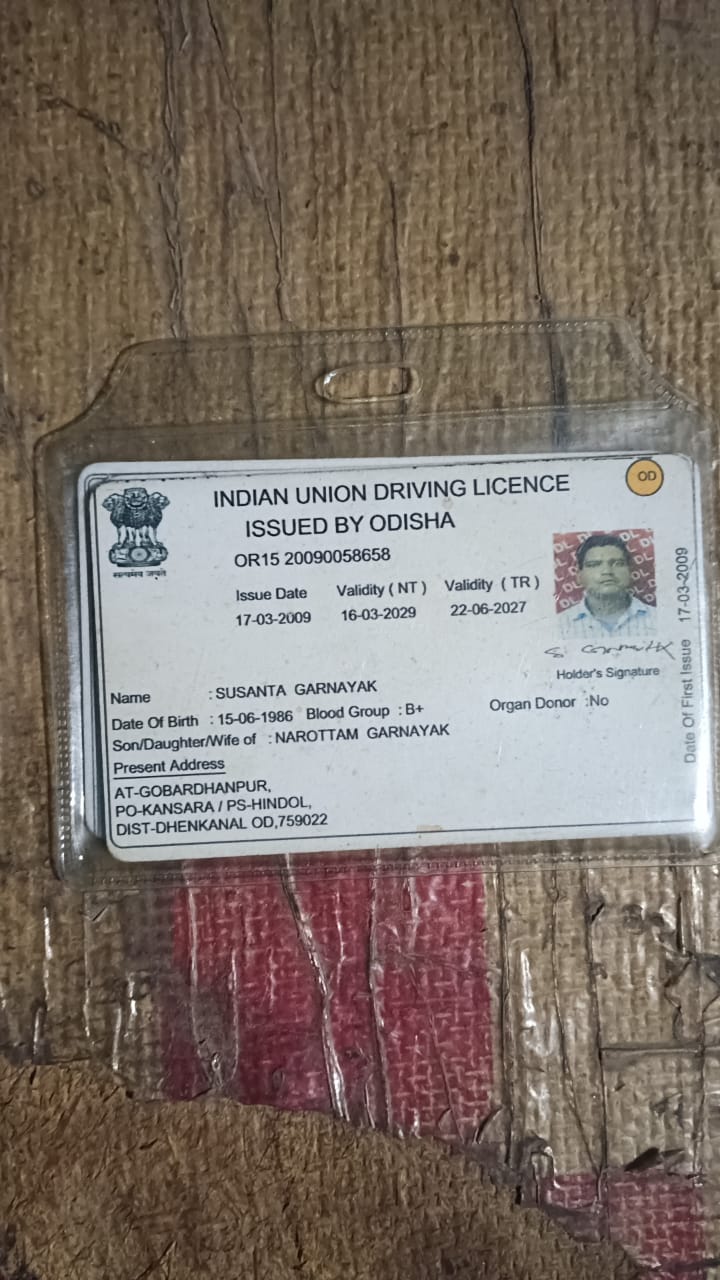 INDIAN UNION DRIVING LICENCE
ISSUED BY ODISHA
OD
OR15 20090058658
Issue Date Validity ( NT ) Validity ( TR )
17-03-2009 16-03-2029 22-06-2027
सत्यमेव जयते
Holder's Signature
Date Of First Issue 17-03-2009
Name : SUSANTA GARNAYAK
Date Of Birth : 15-06-1986 Blood Group : B+ Organ Donor :No
Son/Daughter/Wife of : NAROTTAM GARNAYAK
Present Address
AT-GOBARDHANPUR,
PO-KANSARA / PS-HINDOL,
DIST-DHENKANAL OD,759022